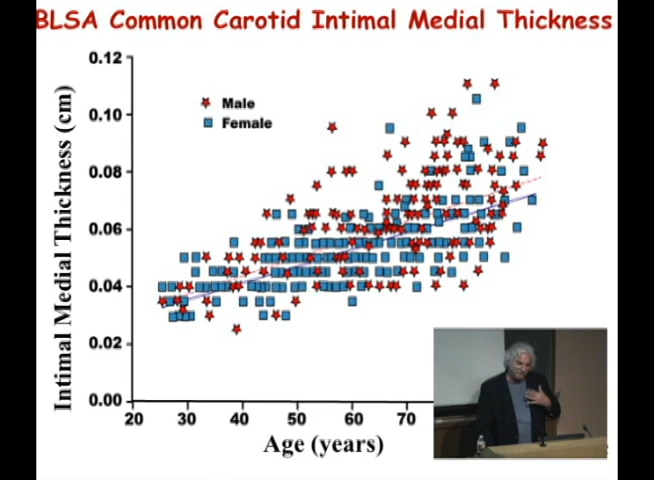 BLSA Common Carotid Intimal Medial Thickness
0.12
0.10
0.08
0.06
0.04
0.02
0.00
Intimal Medial Thickness (cm)
Male
Female
20 30 40 50 60 70
Age (years)